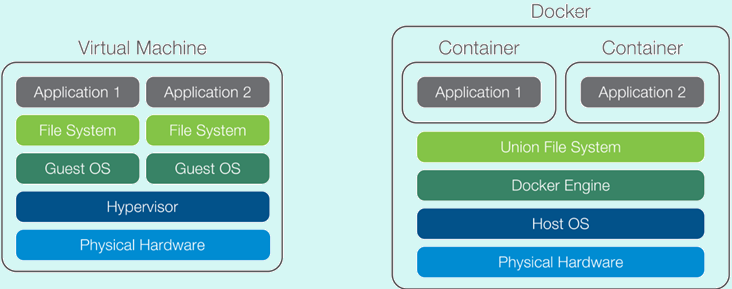 Virtual Machine
Application 1
Application 2
File System
File System
Guest OS
Guest OS
Hypervisor
Physical Hardware
Docker
Container
Container
Application 1
Application 2
Union File System
Docker Engine
Host OS
Physical Hardware